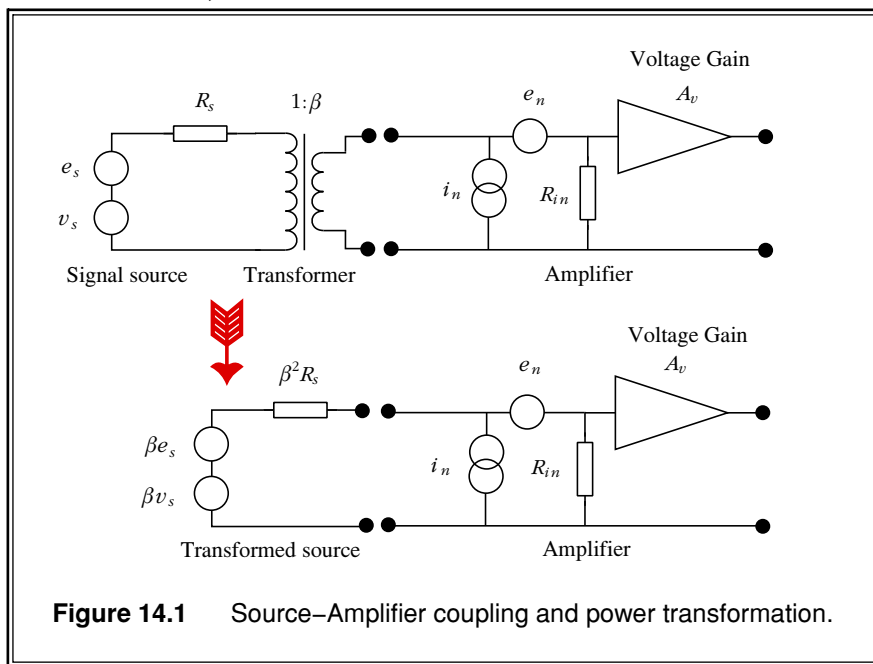 Voltage Gain
R_s 1:β e_n A_v
e_s
i_n R_in
v_s
Signal source Transformer Amplifier
Voltage Gain
β²R_s e_n A_v
βe_s
i_n R_in
βv_s
Transformed source Amplifier
Figure 14.1 Source–Amplifier coupling and power transformation.